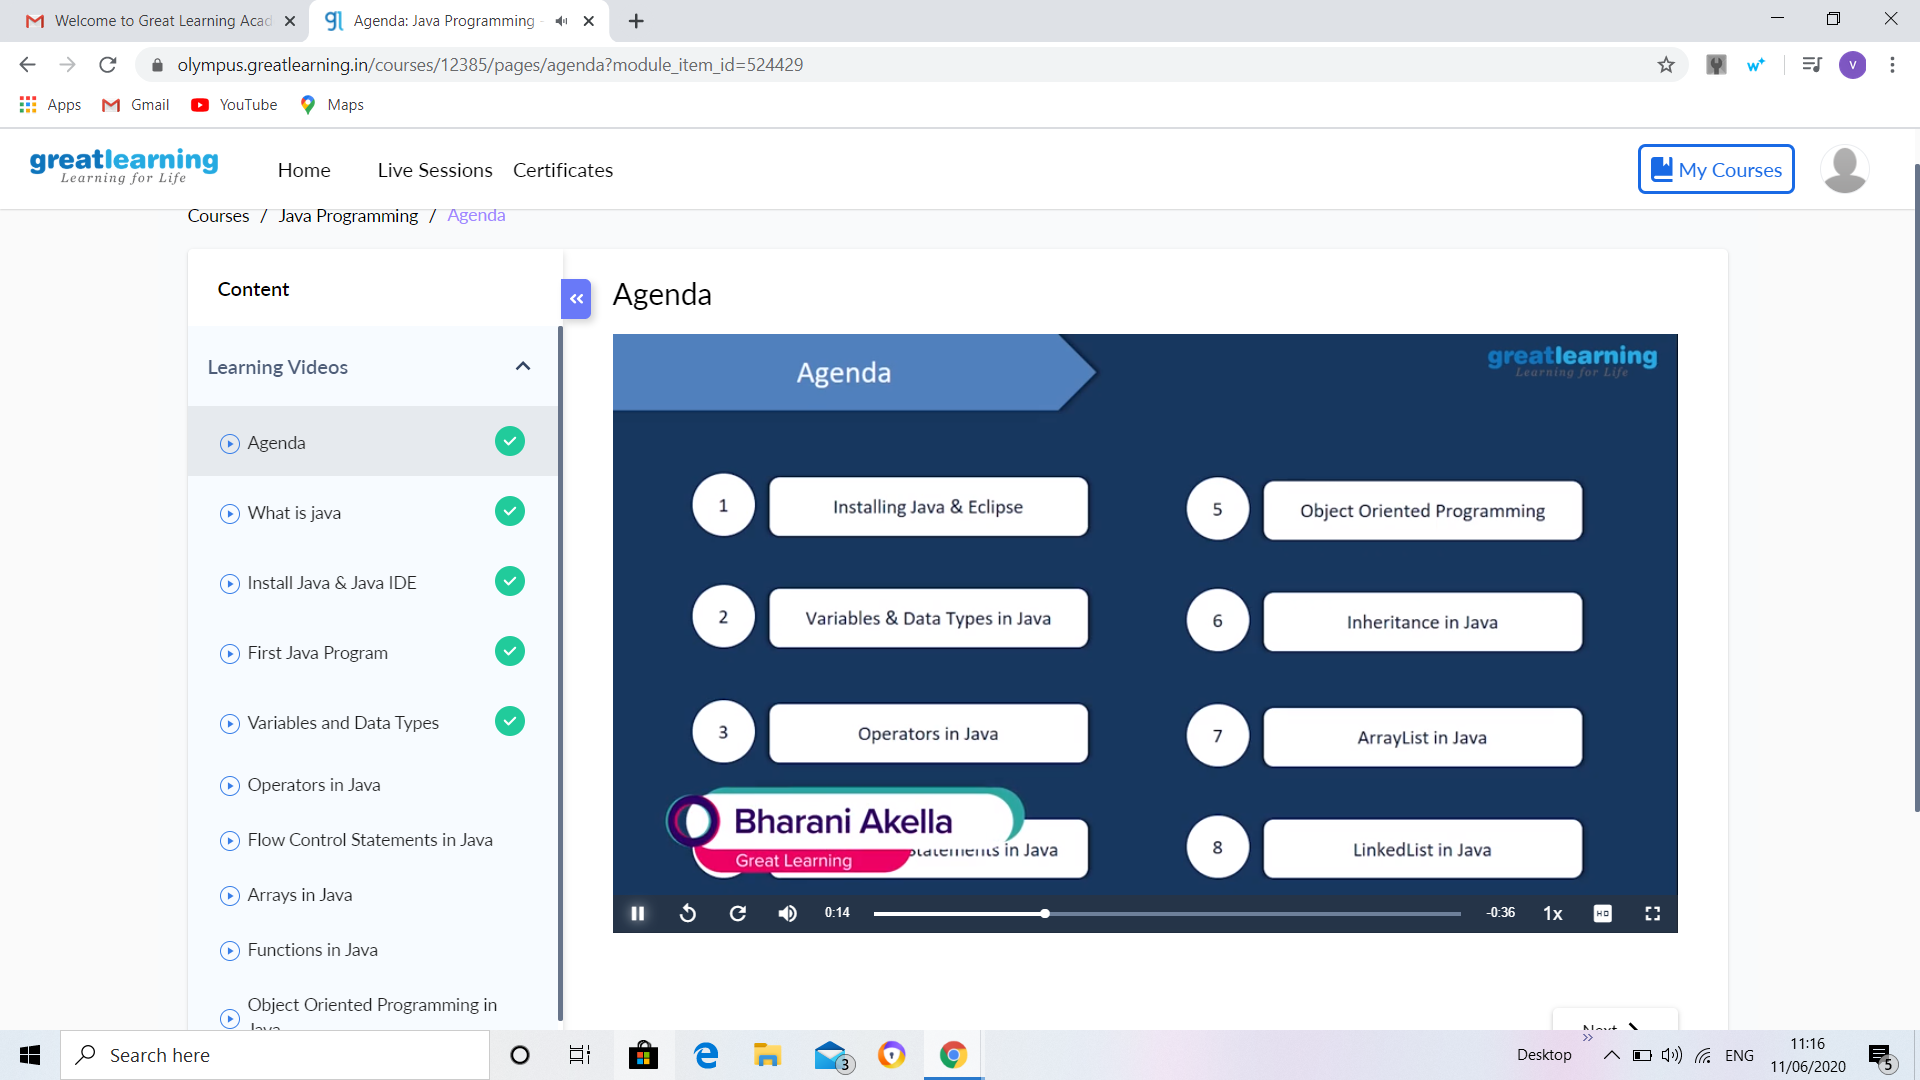 Welcome to Great Learning Acad
Agenda: Java Programming -
olympus.greatlearning.in/courses/12385/pages/agenda?module_item_id=524429
V
Apps
Gmail
YouTube
Maps
greatlearning
Learning for Life
Home
Live Sessions
Certificates
My Courses
Courses / Java Programming / Agenda
Content
Learning Videos
Agenda
What is java
Install Java & Java IDE
First Java Program
Variables and Data Types
Operators in Java
Flow Control Statements in Java
Arrays in Java
Functions in Java
Object Oriented Programming in
Java
Agenda
Agenda
greatlearning
Learning for Life
1 Installing Java & Eclipse
2 Variables & Data Types in Java
3 Operators in Java
Statements in Java
Bharani Akella
Great Learning
5 Object Oriented Programming
6 Inheritance in Java
7 ArrayList in Java
8 LinkedList in Java
0:14
-0:36
1x
HD
Next
Search here
3
Desktop
ENG
11:16
11/06/2020
5